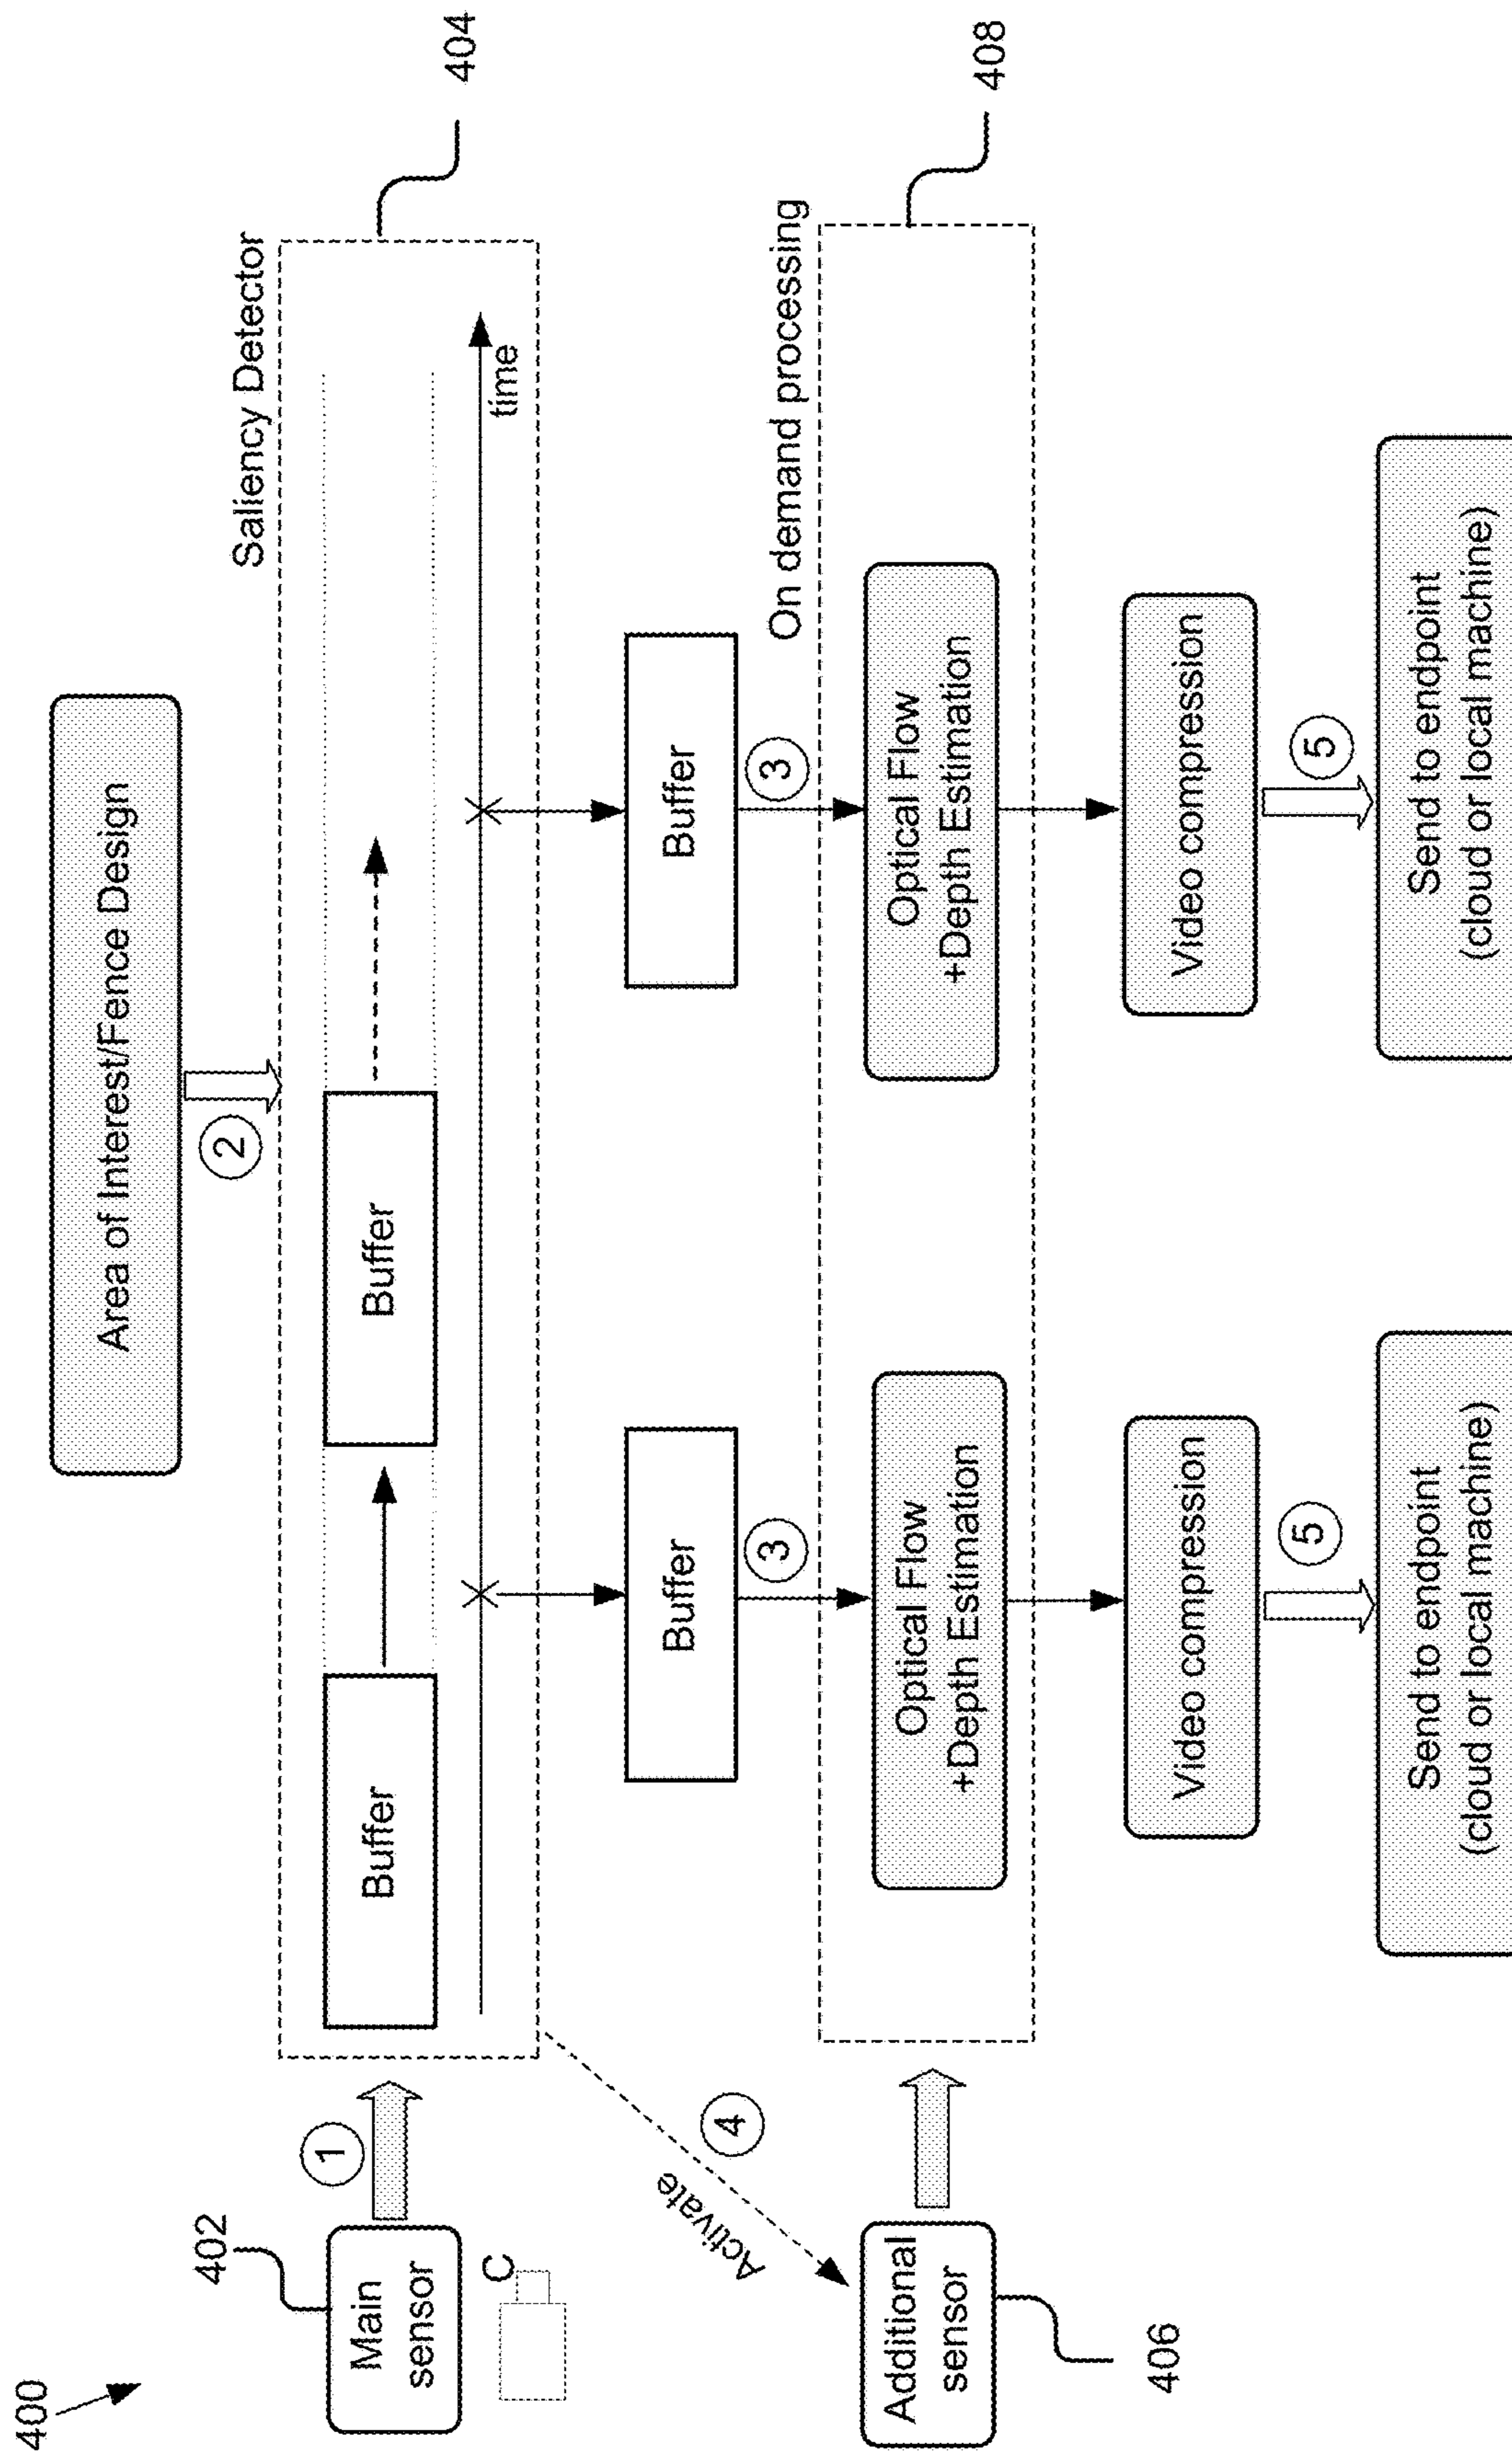 400
Area of Interest/Fence Design
2
Saliency Detector
404
402
Main
sensor
1
Buffer
Buffer
time
C
Activate
4
Buffer
Buffer
3
3
On demand processing
408
Additional
sensor
406
Optical Flow
+Depth Estimation
Optical Flow
+Depth Estimation
Video compression
Video compression
5
5
Send to endpoint
(cloud or local machine)
Send to endpoint
(cloud or local machine)